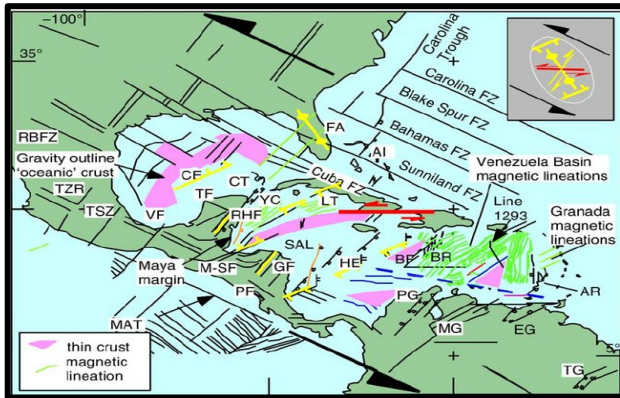 -100°
35°
Carolina
Trough
Carolina FZ
Blake Spur FZ
Bahamas FZ
Sunniland FZ
Cuba FZ
RBFZ
Gravity outline
'oceanic' crust
FA
AI
Venezuela Basin
magnetic lineations
Line
1293
Granada
magnetic
lineations
TZR
TSZ
CF
TF
CT
VF
YC
LT
RHF
SAL
HE
BF
BR
Maya
margin
M-SF
GF
PF
PG
MAT
MG
EG
AR
TG
5°
thin crust
magnetic
lineation